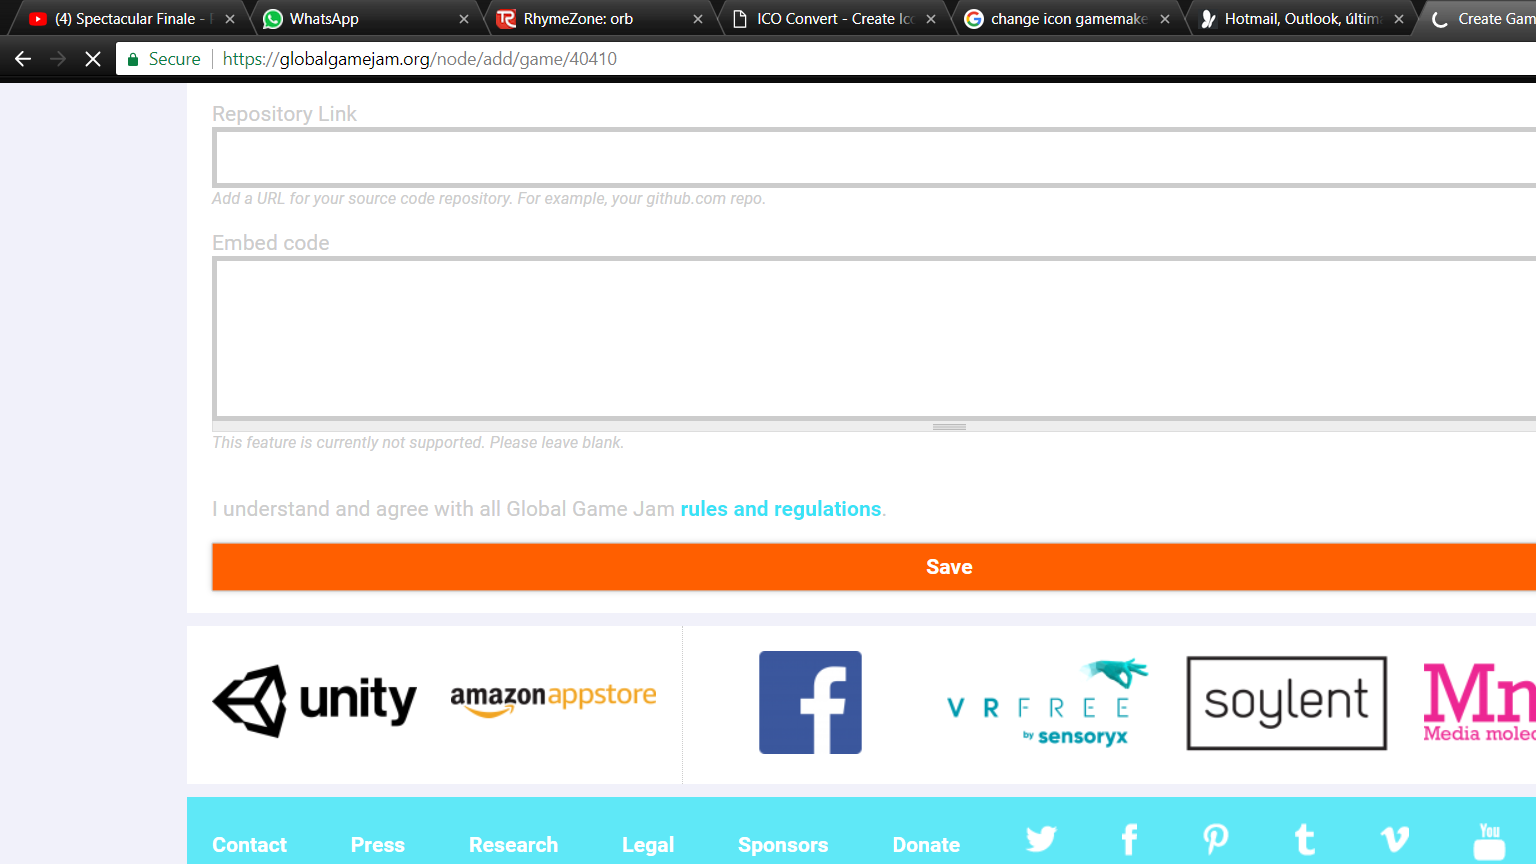 (4) Spectacular Finale -
WhatsApp
RhymeZone: orb
ICO Convert - Create Ico
change icon gamemake
Hotmail, Outlook, últim
Create Gam
Secure
https://globalgamejam.org/node/add/game/40410
Repository Link
Add a URL for your source code repository. For example, your github.com repo.
Embed code
This feature is currently not supported. Please leave blank.
I understand and agree with all Global Game Jam rules and regulations.
Save
unity
amazon appstore
f
VRFREE
by sensoryx
soylent
Mm
Media molec
Contact
Press
Research
Legal
Sponsors
Donate
You